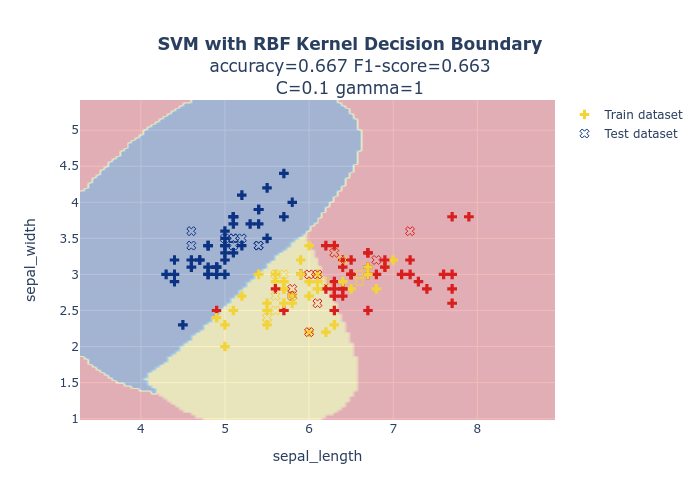 SVM with RBF Kernel Decision Boundary
accuracy=0.667 F1-score=0.663
C=0.1 gamma=1
Train dataset
Test dataset
sepal_width
5
4.5
4
3.5
3
2.5
2
1.5
1
4
5
6
7
8
sepal_length